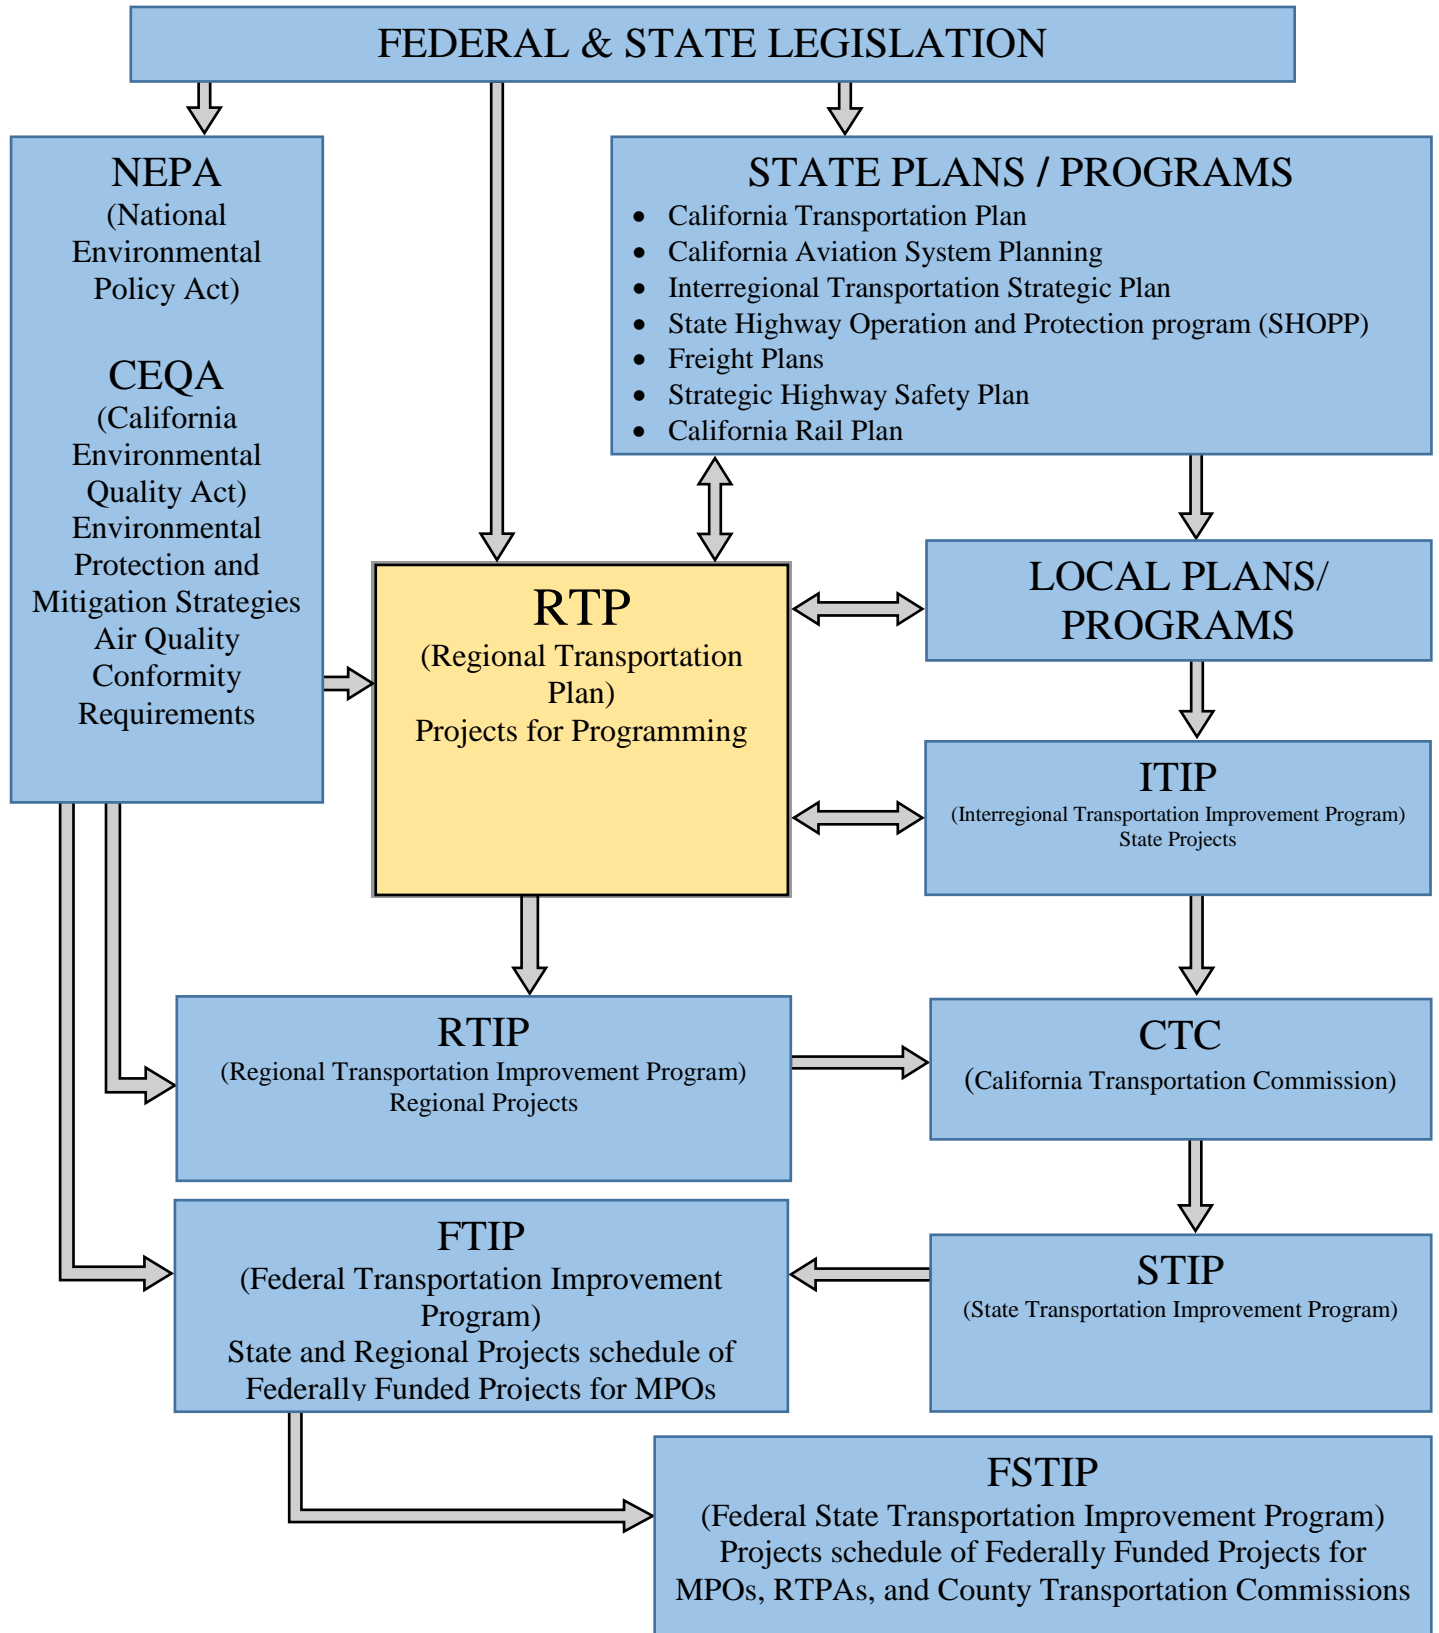 FEDERAL & STATE LEGISLATION
NEPA
(National
Environmental
Policy Act)
CEQA
(California
Environmental
Quality Act)
Environmental
Protection and
Mitigation Strategies
Air Quality
Conformity
Requirements
STATE PLANS / PROGRAMS
• California Transportation Plan
• California Aviation System Planning
• Interregional Transportation Strategic Plan
• State Highway Operation and Protection program (SHOPP)
• Freight Plans
• Strategic Highway Safety Plan
• California Rail Plan
RTP
(Regional Transportation
Plan)
Projects for Programming
LOCAL PLANS/
PROGRAMS
ITIP
(Interregional Transportation Improvement Program)
State Projects
RTIP
(Regional Transportation Improvement Program)
Regional Projects
CTC
(California Transportation Commission)
FTIP
(Federal Transportation Improvement
Program)
State and Regional Projects schedule of
Federally Funded Projects for MPOs
STIP
(State Transportation Improvement Program)
FSTIP
(Federal State Transportation Improvement Program)
Projects schedule of Federally Funded Projects for
MPOs, RTPAs, and County Transportation Commissions